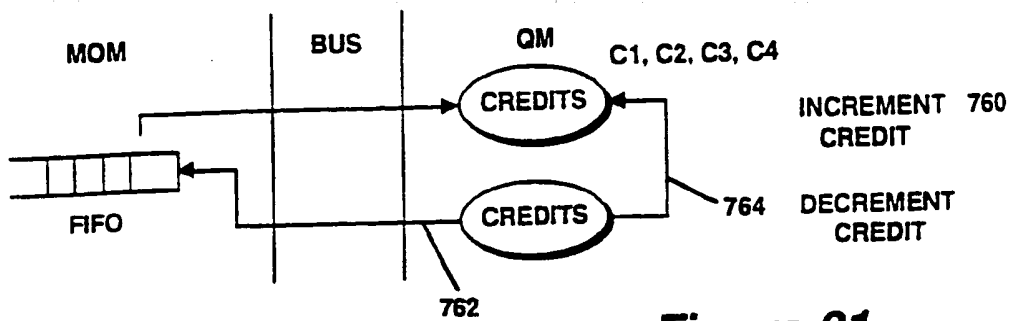 MOM
BUS
QM
C1, C2, C3, C4
CREDITS
INCREMENT 760
CREDIT
FIFO
CREDITS
764
DECREMENT
CREDIT
762